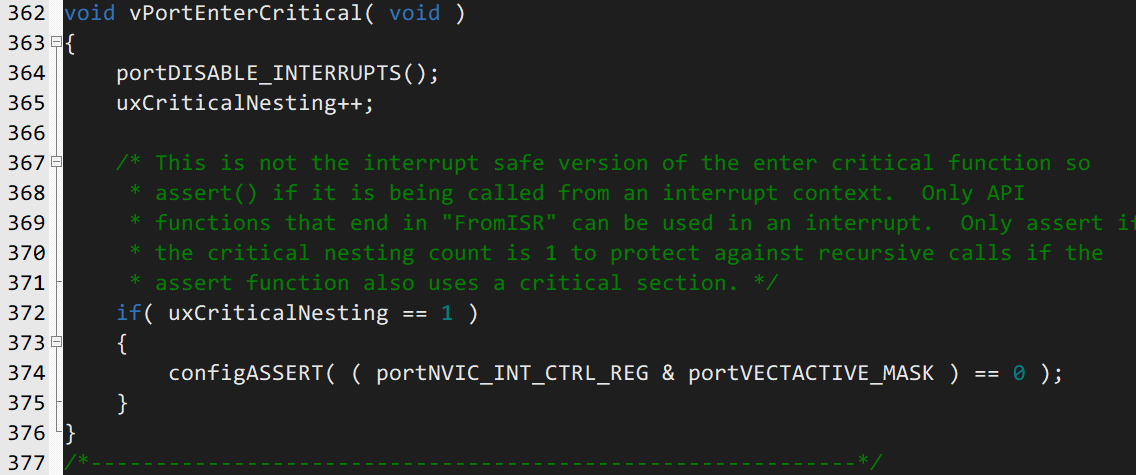 362 void vPortEnterCritical( void )
363 {
364     portDISABLE_INTERRUPTS();
365     uxCriticalNesting++;
366
367     /* This is not the interrupt safe version of the enter critical function so
368      * assert() if it is being called from an interrupt context.  Only API
369      * functions that end in "FromISR" can be used in an interrupt.  Only assert if
370      * the critical nesting count is 1 to protect against recursive calls if the
371      * assert function also uses a critical section. */
372     if( uxCriticalNesting == 1 )
373     {
374         configASSERT( ( portNVIC_INT_CTRL_REG & portVECTACTIVE_MASK ) == 0 );
375     }
376 }
377 /*-----------------------------------------------------------*/